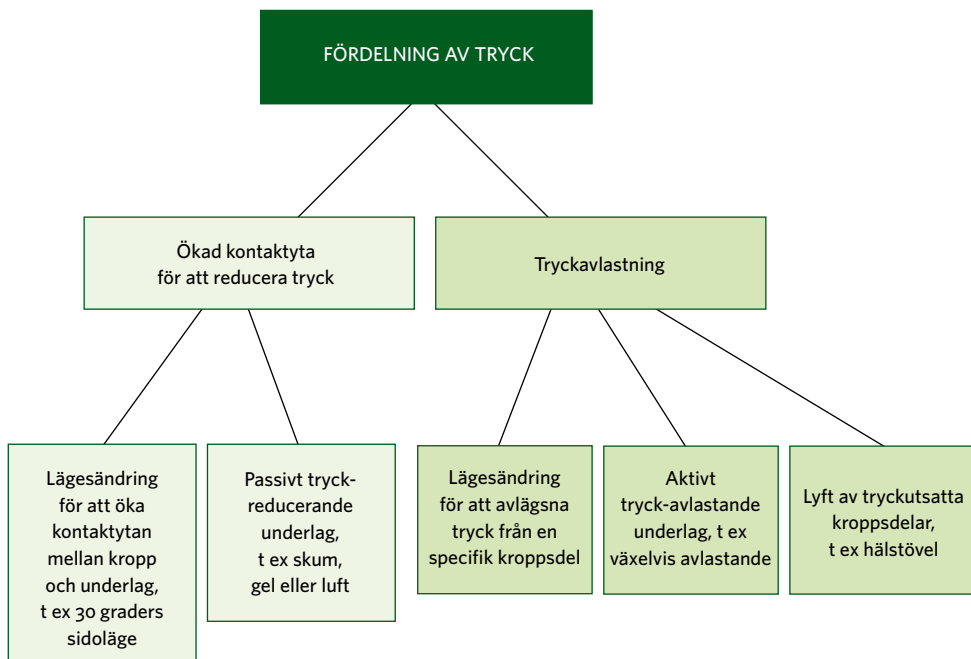 FÖRDELNING AV TRYCK
Ökad kontaktyta
för att reducera tryck
Tryckavlastning
Lägesändring
för att öka
kontaktytan
mellan kropp
och underlag,
t ex 30 graders
sidoläge
Passivt tryck-
reducerande
underlag,
t ex skum,
gel eller luft
Lägesändring
för att avlägsna
tryck från en
specifik kroppsdel
Aktivt
tryck-avlastande
underlag, t ex
växelvis avlastande
Lyft av tryckutsatta
kroppsdelar,
t ex hälstövel